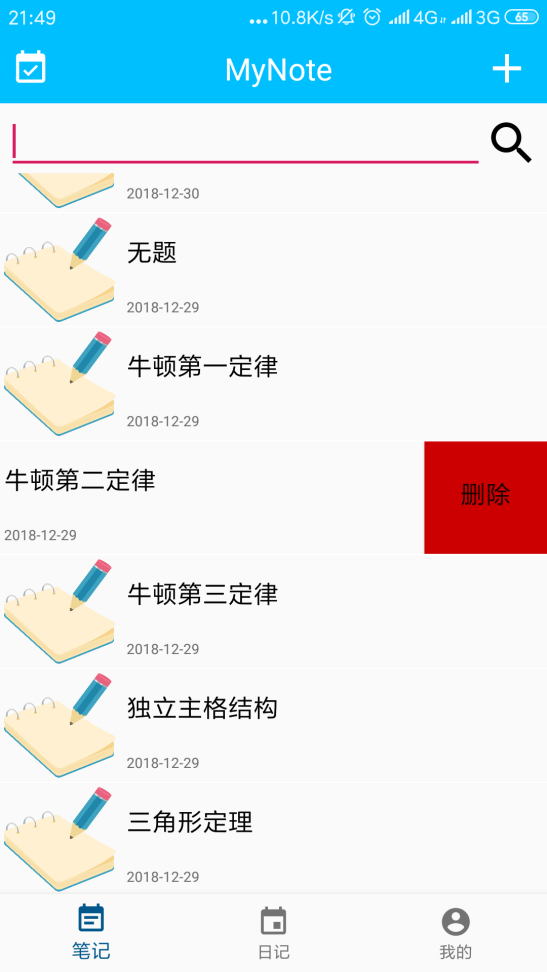 21:49
...10.8K/s 4G 3G 65
MyNote
2018-12-30
无题
2018-12-29
牛顿第一定律
2018-12-29
牛顿第二定律
删除
2018-12-29
牛顿第三定律
2018-12-29
独立主格结构
2018-12-29
三角形定理
2018-12-29
笔记
日记
我的